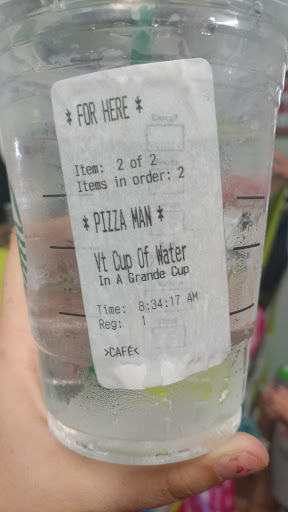 * FOR HERE *
Item: 2 of 2
Items in order: 2
* PIZZA MAN *
Vt Cup Of Water
In A Grande Cup
Time: 8:34:17 AM
Reg: 1
>CAFÉ<